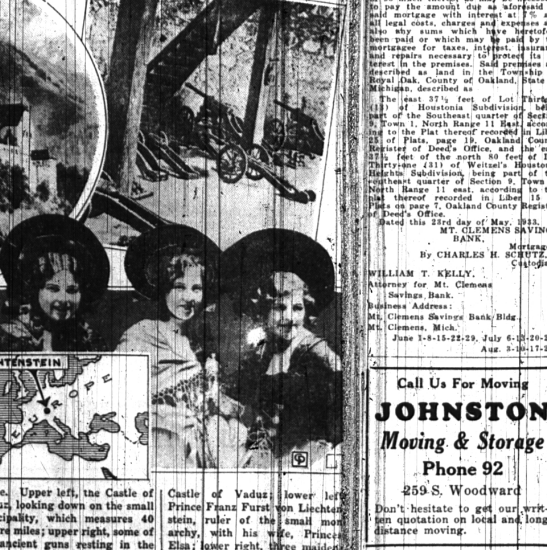 to pay the amount due as aforesaid
said mortgage with interest at 7%
all legal costs, charges and expenses
also why sums which have
been paid or which may be paid by
mortgagee for taxes, interest,
and repairs necessary to protect its
terest in the premises. Said premises
described as land in the Township
Royal Oak, County of Oakland, State
Michigan, described as
The east 37½ feet of Lot
(13) of Houstonia Subdivision,
part of the Southeast quarter of
9, Town 1, North Range 11 East,
ing to the Plat thereof recorded in
25 of Plats, page 19, Oakland
Register of Deed's Office, and the
37½ feet of the north 80 feet of
Thirty-one (31) of Weitzel's
Heights Subdivision, being part of
southeast quarter of Section 9, Town
North Range 11 east, according to
plat thereof recorded in Liber 15
Plats on page 7, Oakland County
of Deed's Office.
Dated this 23rd day of May, 1933.
MT. CLEMENS
BANK,
By CHARLES H. SCHUTZ,
WILLIAM T. KELLY,
Attorney for Mt. Clemens
Savings Bank.
Business Address:
Mt. Clemens Savings Bank Bldg.
Mt. Clemens, Mich.
June 1-8-15-22-29, July 6-13-20-
Aug. 3-10-17-
NTENSTEIN
EUROPE
e. Upper left, the Castle of
uz, looking down on the small
cipality, which measures 40
re miles; upper right, some of
ancient guns resting in the
Castle of Vaduz; lower left
Prince Franz Furst von Liechten
stein, ruler of the small mon
archy, with his wife, Princess
Elsa; lower right, three maidens
Call Us For Moving
JOHNSTON
Moving & Storage
Phone 92
259 S. Woodward
Don't hesitate to get our writ-
ten quotation on local and long
distance moving.